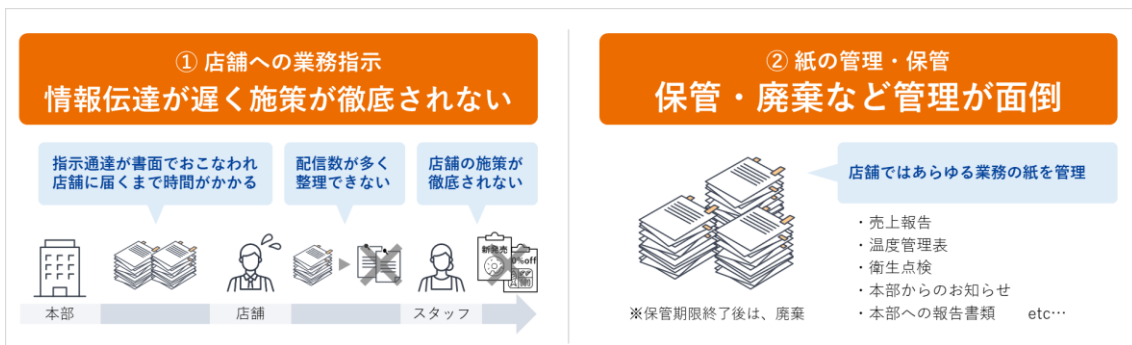 ① 店舗への業務指示
情報伝達が遅く施策が徹底されない
指示通達が書面でおこなわれ
店舗に届くまで時間がかかる
配信数が多く
整理できない
店舗の施策が
徹底されない
新発売
0%off
本部
店舗
スタッフ
② 紙の管理・保管
保管・廃棄など管理が面倒
店舗ではあらゆる業務の紙を管理
・売上報告
・温度管理表
・衛生点検
・本部からのお知らせ
・本部への報告書類 etc…
※保管期限終了後は、廃棄